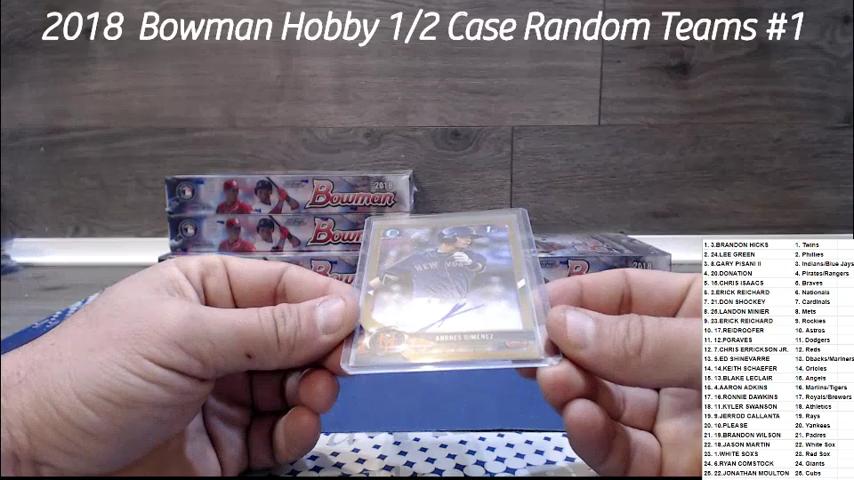 2018 Bowman Hobby 1/2 Case Random Teams #1
2018
Bowman
Bowman
2018
NEW YORK
ANDRES GIMENEZ
1. 3.BRANDON HICKS 1. Twins
2. 24.LEE GREEN 2. Phillies
3. 8.GARY PISANI II 3. Indians/Blue Jays
4. 20.DONATION 4. Pirates/Rangers
5. 15.CHRIS ISAACS 5. Braves
6. 2.ERICK REICHARD 6. Nationals
7. 21.DON SHOCKEY 7. Cardinals
8. 25.LANDON MINIER 8. Mets
9. 23.ERICK REICHARD 9. Rockies
10. 17.REIDROOFER 10. Astros
11. 12.PGRAVES 11. Dodgers
12. 7.CHRIS ERRICKSON JR. 12. Reds
13. 5.ED SHINEVARRE 13. Dbacks/Mariners
14. 14.KEITH SCHAEFER 14. Orioles
15. 13.BLAKE LECLAIR 15. Angels
16. 4.AARON ADKINS 16. Marlins/Tigers
17. 16.RONNIE DAWKINS 17. Royals/Brewers
18. 11.KYLER SWANSON 18. Athletics
19. 9.JERROD CALLANTA 19. Rays
20. 10.PLEASE 20. Yankees
21. 19.BRANDON WILSON 21. Padres
22. 18.JASON MARTIN 22. White Sox
23. 1.WHITE SOXS 23. Red Sox
24. 6.RYAN COMSTOCK 24. Giants
25. 22.JONATHAN MOULTON 25. Cubs